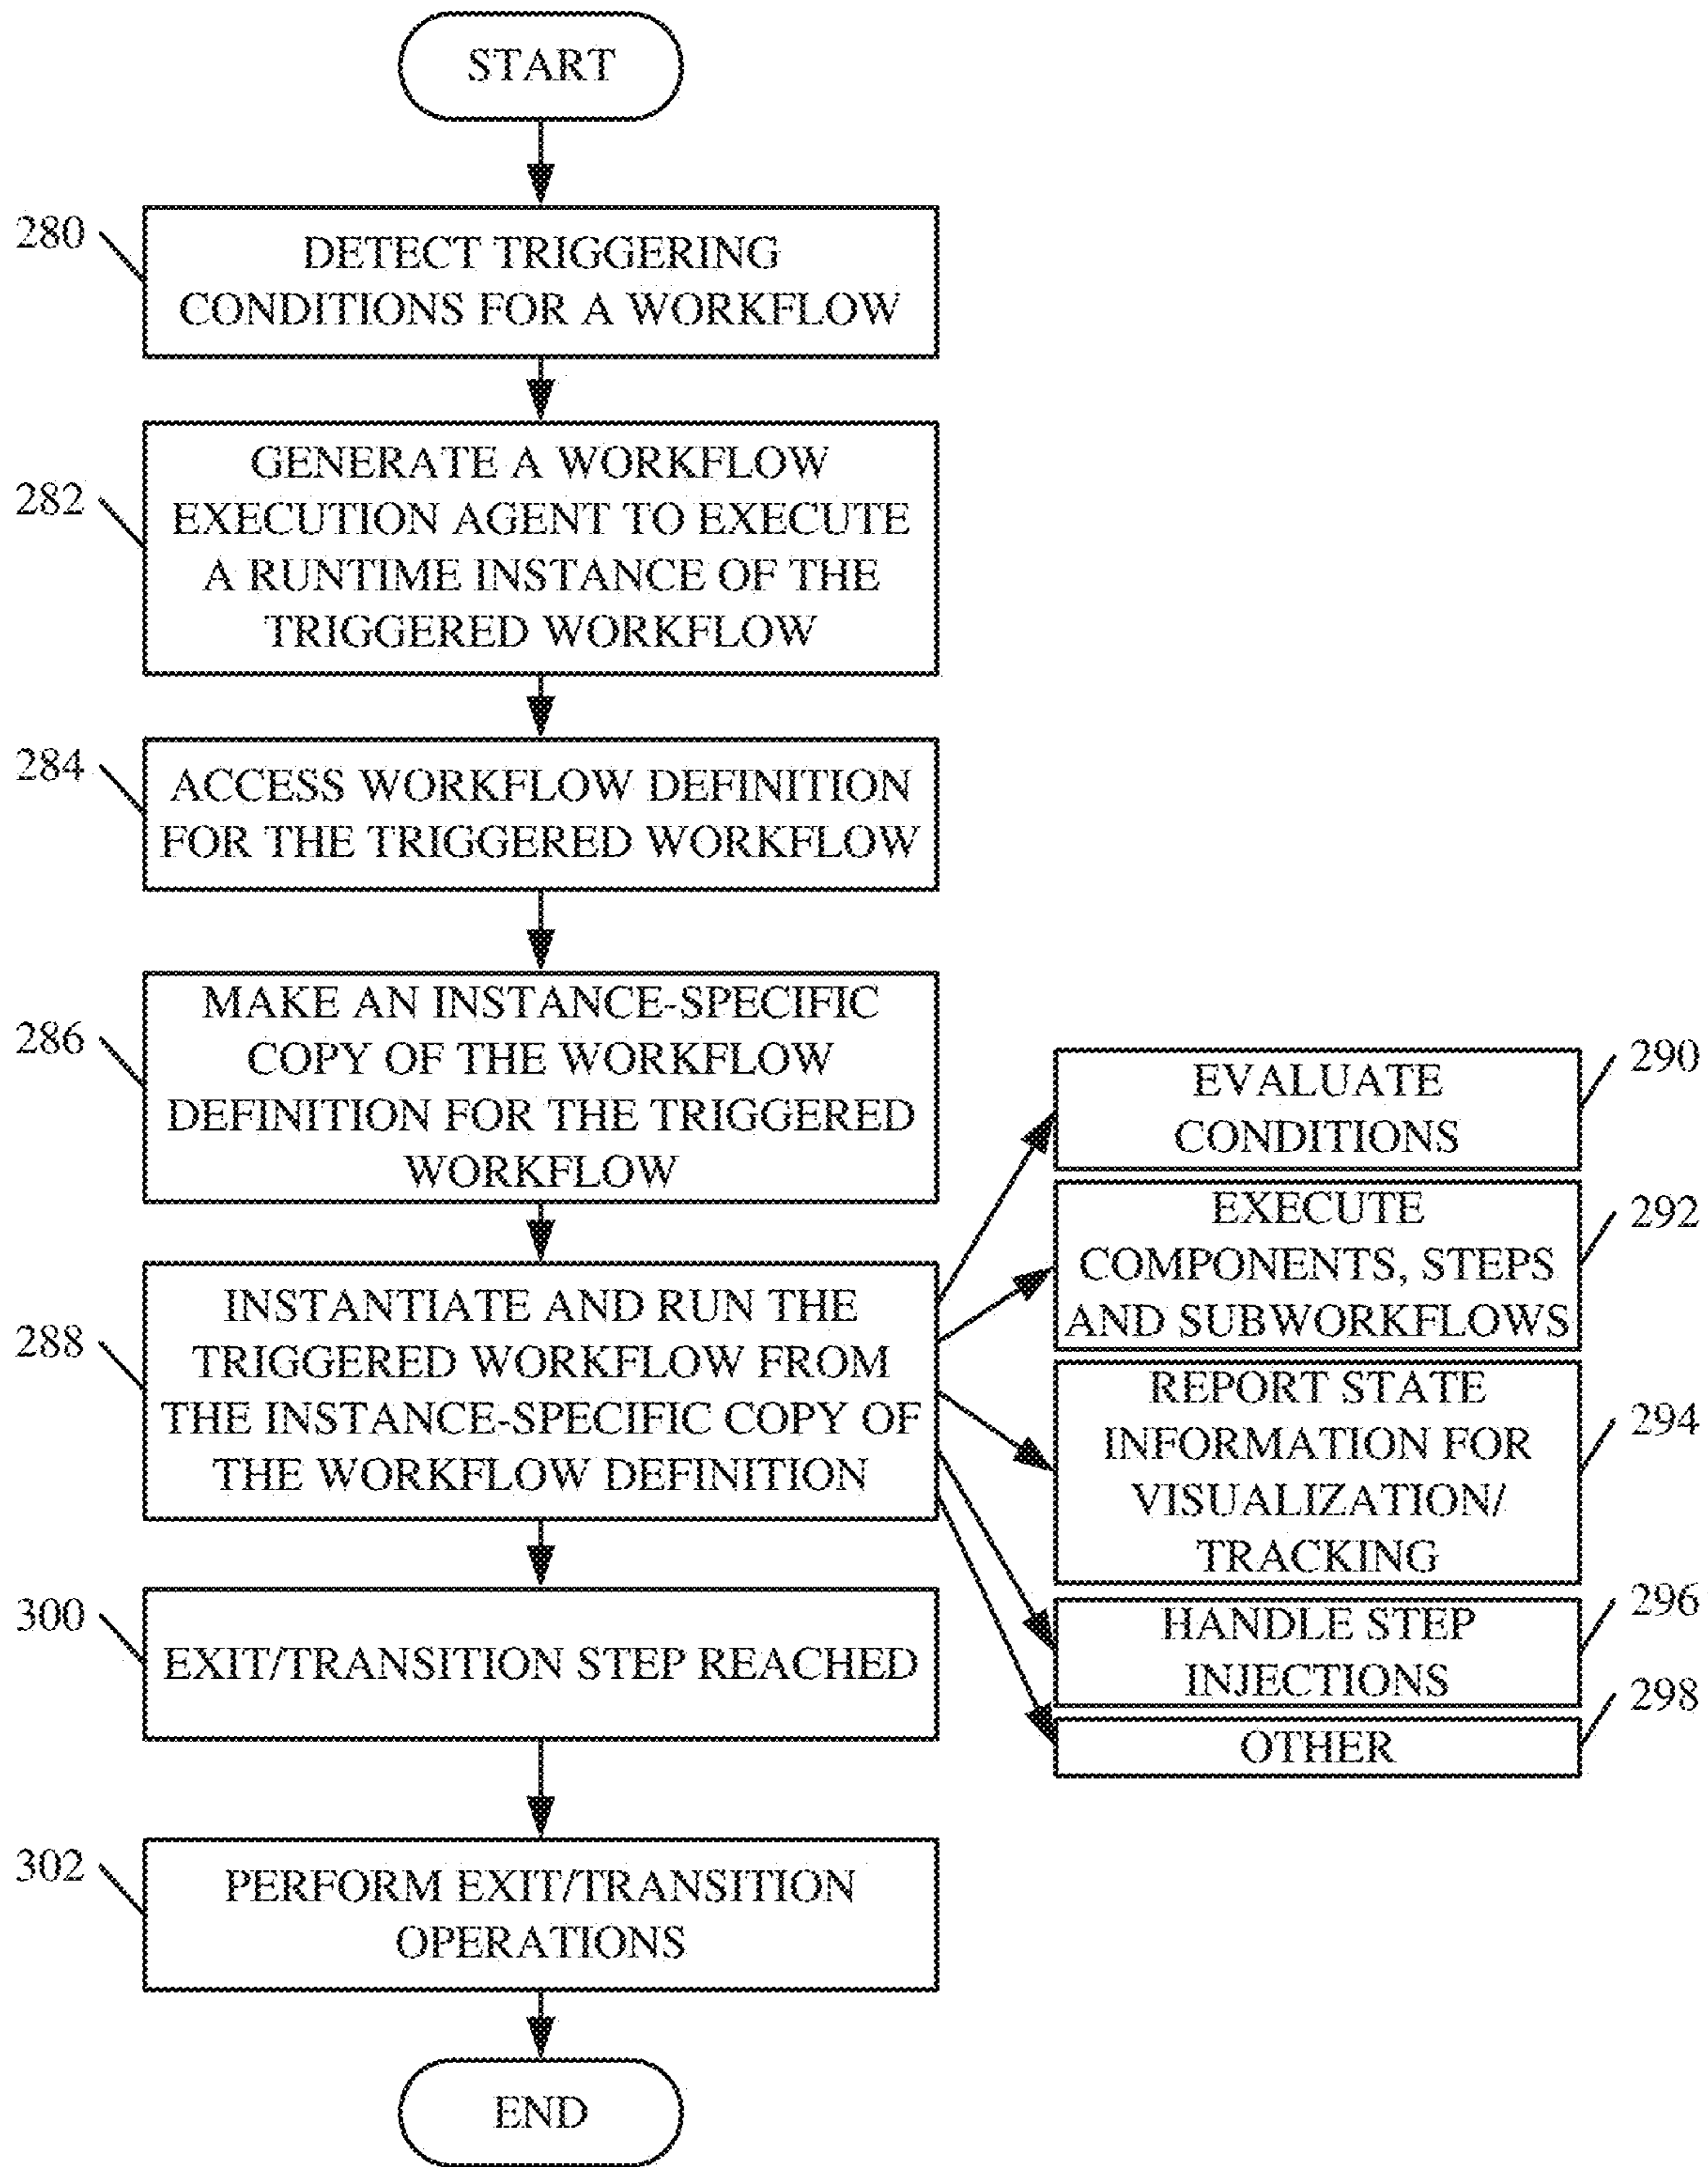 START
280
DETECT TRIGGERING
CONDITIONS FOR A WORKFLOW
282
GENERATE A WORKFLOW
EXECUTION AGENT TO EXECUTE
A RUNTIME INSTANCE OF THE
TRIGGERED WORKFLOW
284
ACCESS WORKFLOW DEFINITION
FOR THE TRIGGERED WORKFLOW
286
MAKE AN INSTANCE-SPECIFIC
COPY OF THE WORKFLOW
DEFINITION FOR THE TRIGGERED
WORKFLOW
288
INSTANTIATE AND RUN THE
TRIGGERED WORKFLOW FROM
THE INSTANCE-SPECIFIC COPY OF
THE WORKFLOW DEFINITION
290
EVALUATE
CONDITIONS
292
EXECUTE
COMPONENTS, STEPS
AND SUBWORKFLOWS
294
REPORT STATE
INFORMATION FOR
VISUALIZATION/
TRACKING
296
HANDLE STEP
INJECTIONS
298
OTHER
300
EXIT/TRANSITION STEP REACHED
302
PERFORM EXIT/TRANSITION
OPERATIONS
END